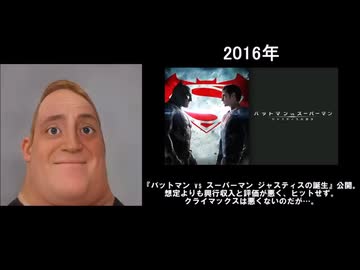 2016年
バットマン vs スーパーマン
『バットマン vs スーパーマン ジャスティスの誕生』公開。
想定よりも興行収入と評価が悪く、ヒットせず。
クライマックスは悪くないのだが…。